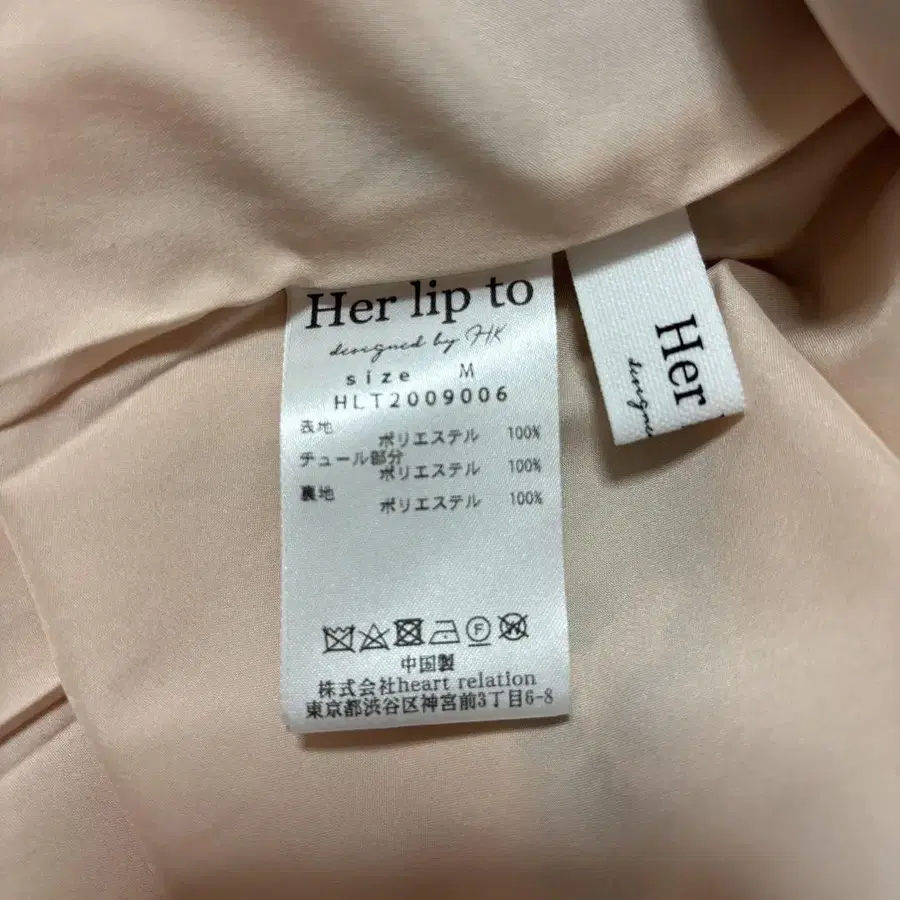 Her lip to
designed by HK
size M
HLT2009006
表地
ポリエステル 100%
チュール部分
ポリエステル 100%
裏地
ポリエステル 100%
中国製
株式会社heart relation
東京都渋谷区神宮前3丁目6-8
Her
designed